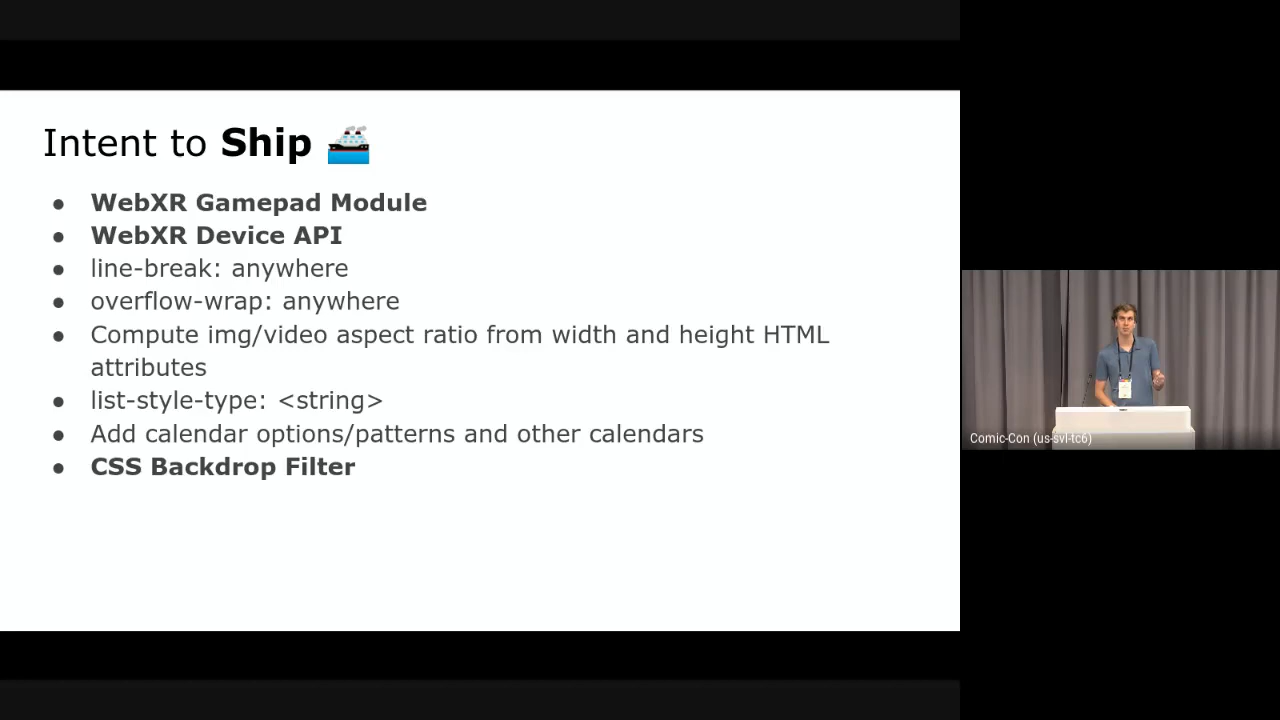 Intent to Ship 🚢
● WebXR Gamepad Module
● WebXR Device API
● line-break: anywhere
● overflow-wrap: anywhere
● Compute img/video aspect ratio from width and height HTML
attributes
● list-style-type: <string>
● Add calendar options/patterns and other calendars
● CSS Backdrop Filter
Comic-Con (us-svl-tc6)